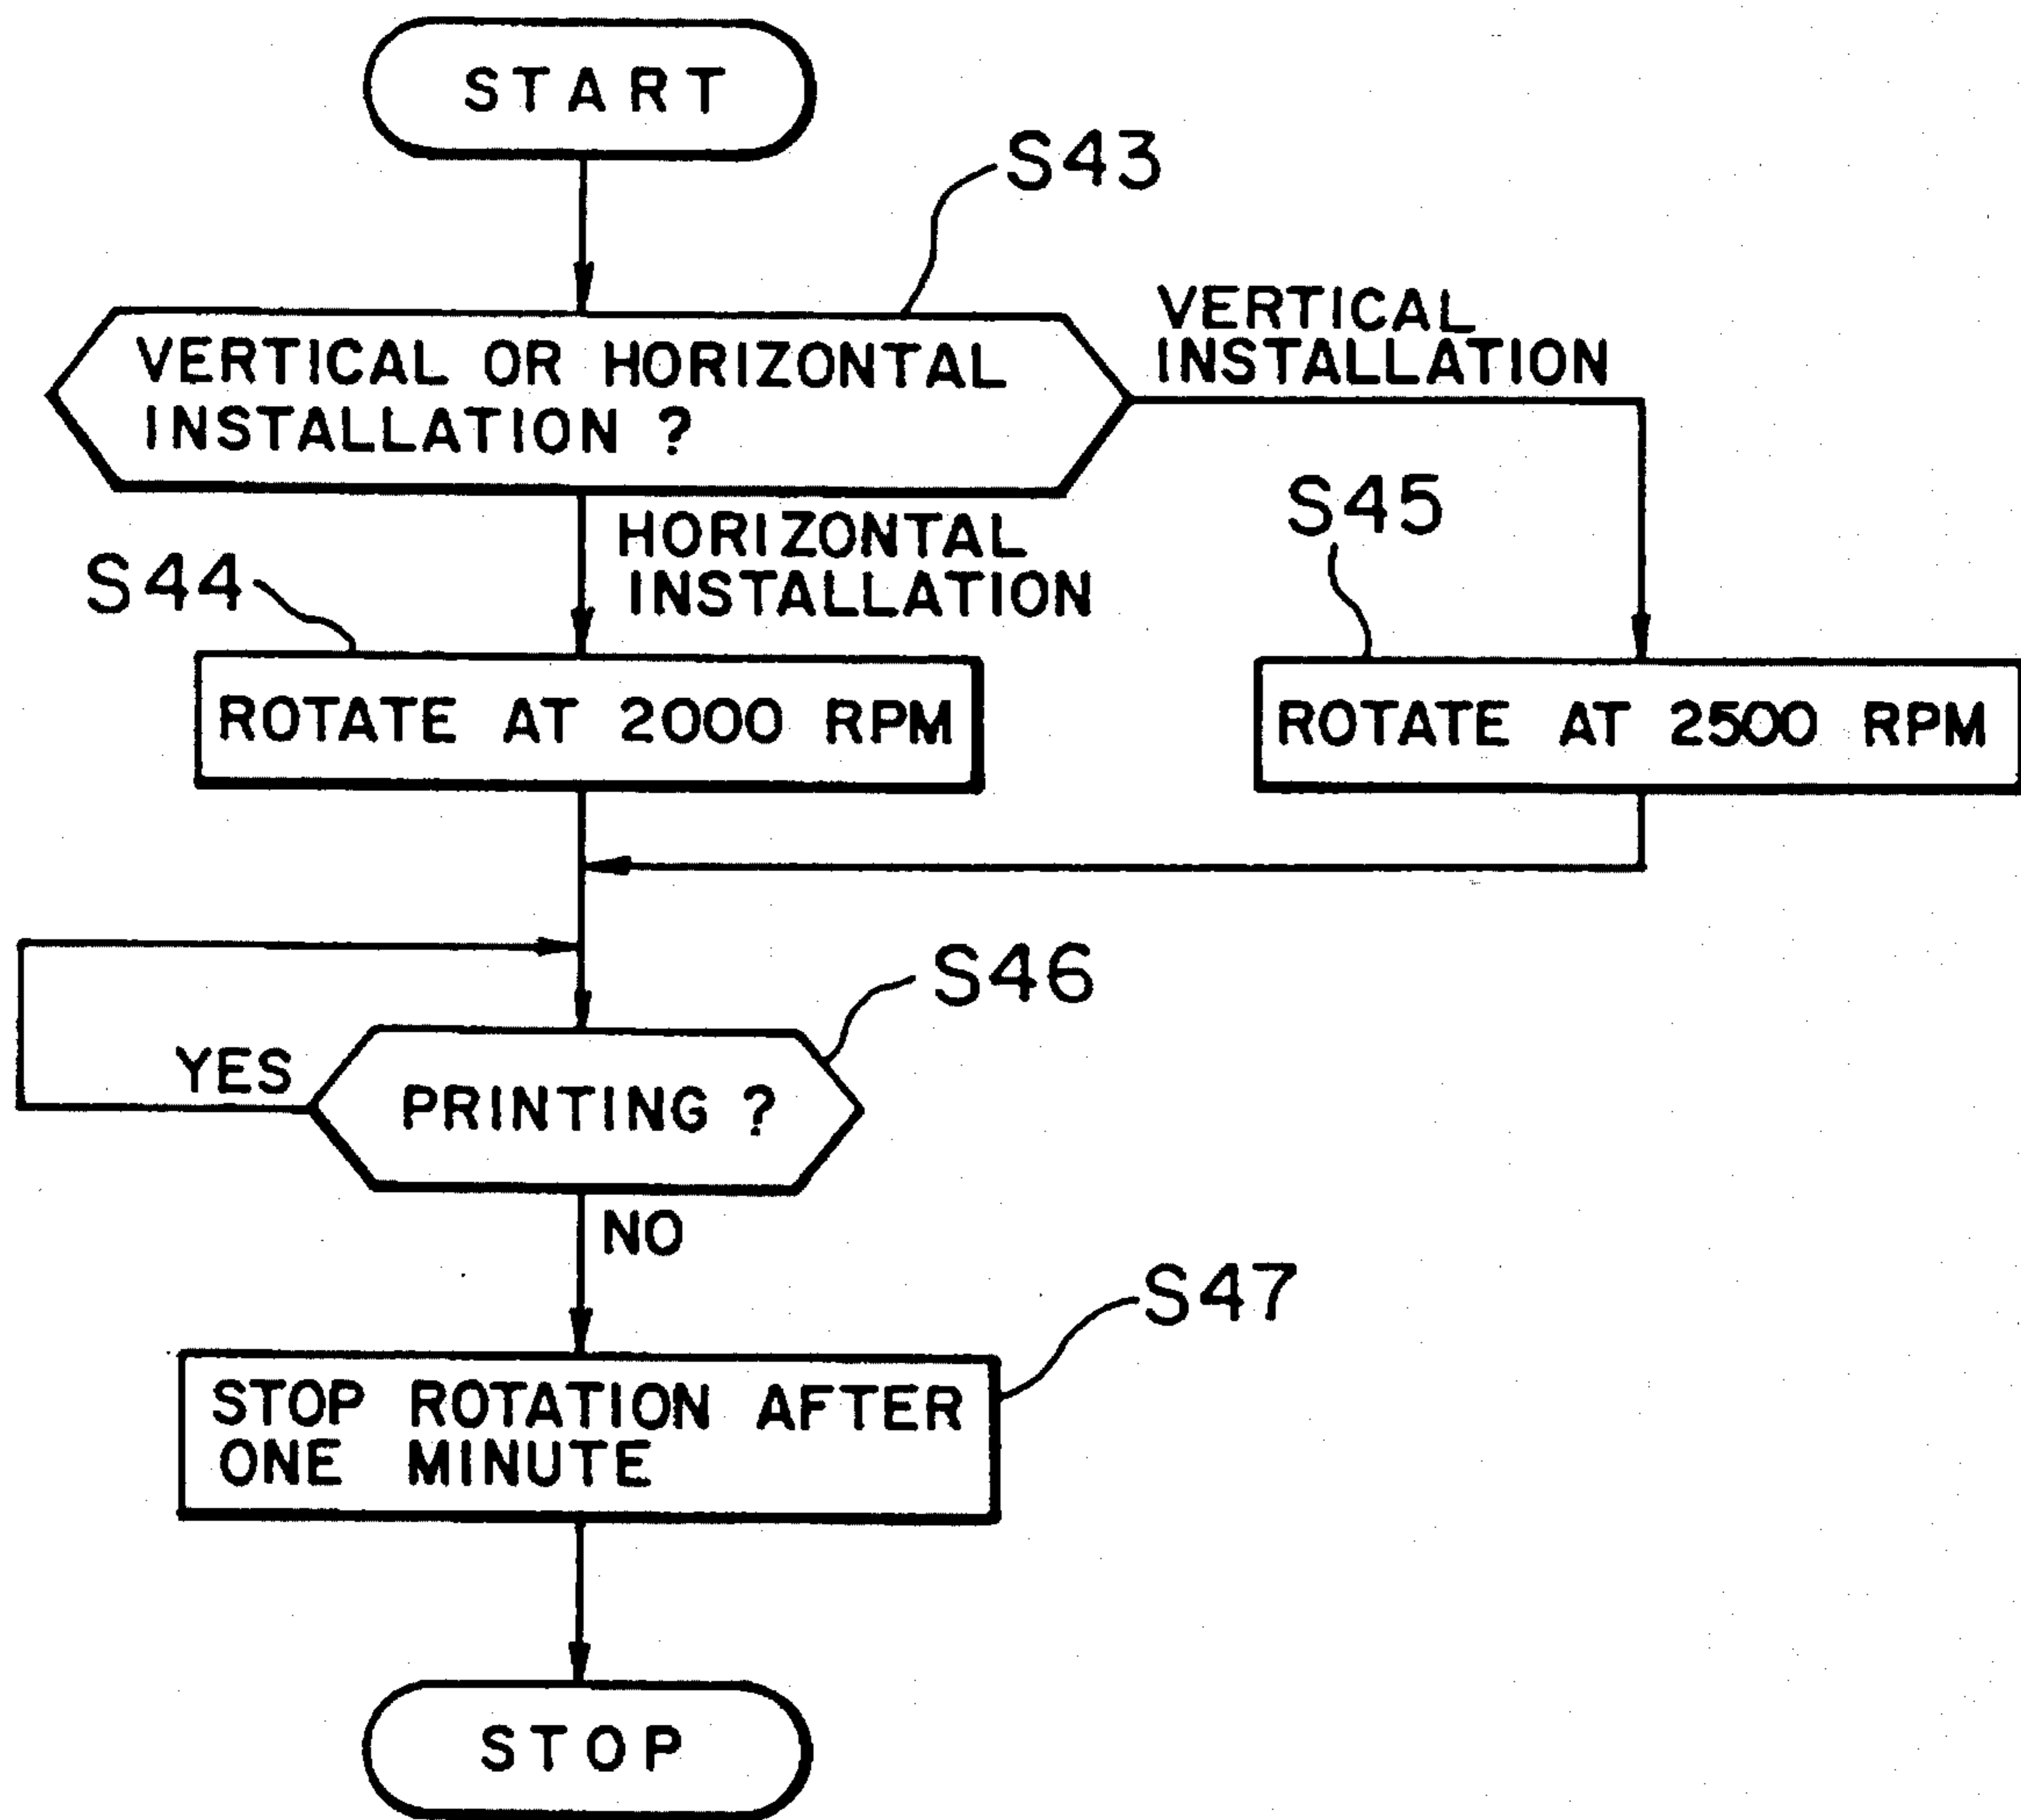 START
S43
VERTICAL OR HORIZONTAL
INSTALLATION ?
VERTICAL
INSTALLATION
HORIZONTAL
INSTALLATION
S44
S45
ROTATE AT 2000 RPM
ROTATE AT 2500 RPM
S46
YES
PRINTING ?
NO
S47
STOP ROTATION AFTER
ONE MINUTE
STOP